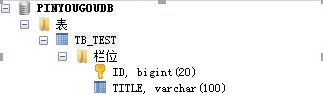 PINYOUGOUDB
表
TB_TEST
栏位
ID, bigint(20)
TITLE, varchar(100)